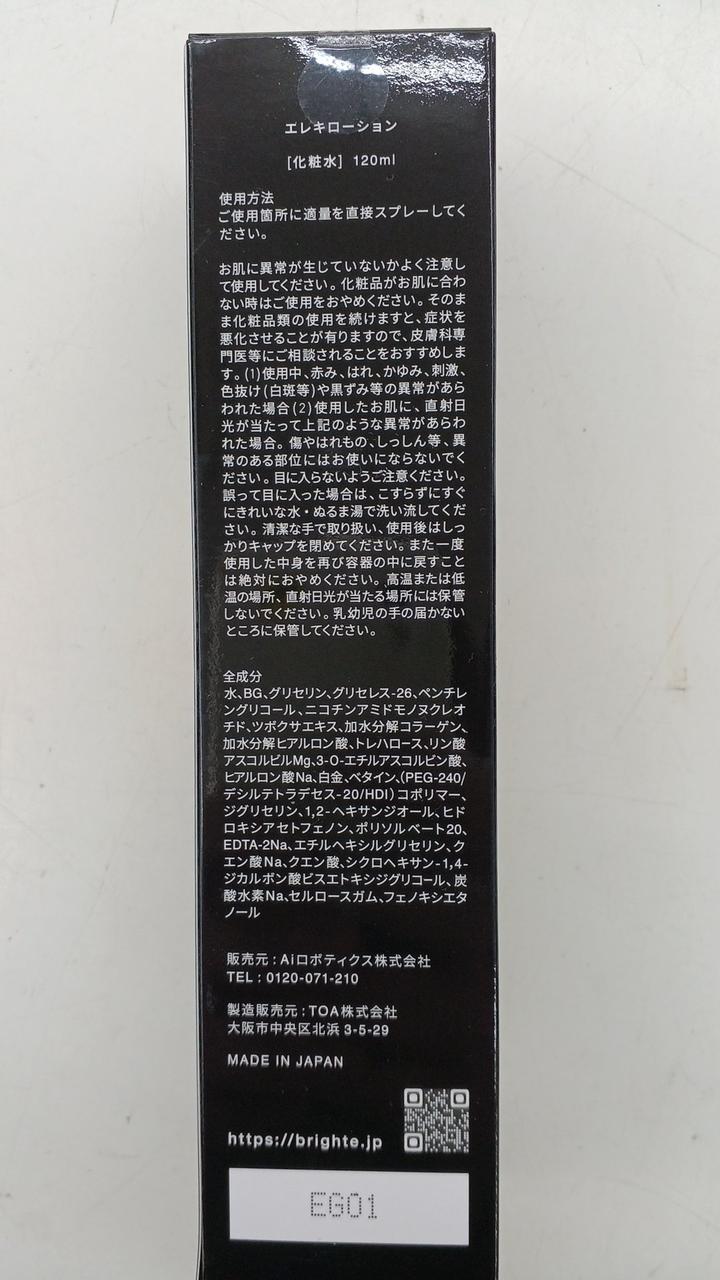 エレキローション
[化粧水] 120ml
使用方法
ご使用箇所に適量を直接スプレーしてく
ださい。
お肌に異常が生じていないかよく注意し
て使用してください。化粧品がお肌に合わ
ない時はご使用をおやめください。そのま
ま化粧品類の使用を続けますと、症状を
悪化させることが有りますので、皮膚科専
門医等にご相談されることをおすすめしま
す。(1)使用中、赤み、はれ、かゆみ、刺激、
色抜け(白斑等)や黒ずみ等の異常があら
われた場合(2)使用したお肌に、直射日
光が当たって上記のような異常があらわ
れた場合。傷やはれもの、しっしん等、異
常のある部位にはお使いにならないでく
ださい。目に入らないようご注意ください。
誤って目に入った場合は、こすらずにすぐ
にきれいな水・ぬるま湯で洗い流してくだ
さい。清潔な手で取り扱い、使用後はしっ
かりキャップを閉めてください。また一度
使用した中身を再び容器の中に戻すこと
は絶対におやめください。高温または低
温の場所、直射日光が当たる場所には保管
しないでください。乳幼児の手の届かない
ところに保管してください。
全成分
水、BG、グリセリン、グリセレス-26、ペンチレ
ングリコール、ニコチンアミドモノヌクレオ
チド、ツボクサエキス、加水分解コラーゲン、
加水分解ヒアルロン酸、トレハロース、リン酸
アスコルビルMg、3-O-エチルアスコルビン酸、
ヒアルロン酸Na、白金、ベタイン、(PEG-240/
デシルテトラデセス-20/HDI)コポリマー、
ジグリセリン、1,2-ヘキサンジオール、ヒド
ロキシアセトフェノン、ポリソルベート20、
EDTA-2Na、エチルヘキシルグリセリン、ク
エン酸Na、クエン酸、シクロヘキサン-1,4-
ジカルボン酸ビスエトキシジグリコール、炭
酸水素Na、セルロースガム、フェノキシエタ
ノール
販売元：Aiロボティクス株式会社
TEL：0120-071-210
製造販売元：TOA株式会社
大阪市中央区北浜 3-5-29
MADE IN JAPAN
https://brighte.jp
EG01